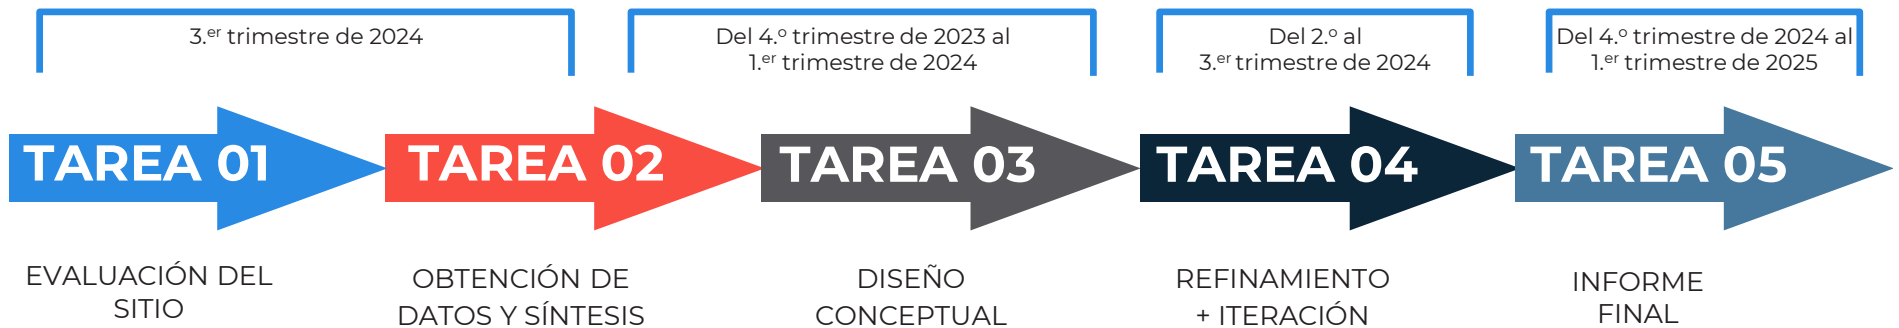 3.er trimestre de 2024
Del 4.º trimestre de 2023 al
1.er trimestre de 2024
Del 2.º al
3.er trimestre de 2024
Del 4.º trimestre de 2024 al
1.er trimestre de 2025
TAREA 01
TAREA 02
TAREA 03
TAREA 04
TAREA 05
EVALUACIÓN DEL
SITIO
OBTENCIÓN DE
DATOS Y SÍNTESIS
DISEÑO
CONCEPTUAL
REFINAMIENTO
+ ITERACIÓN
INFORME
FINAL